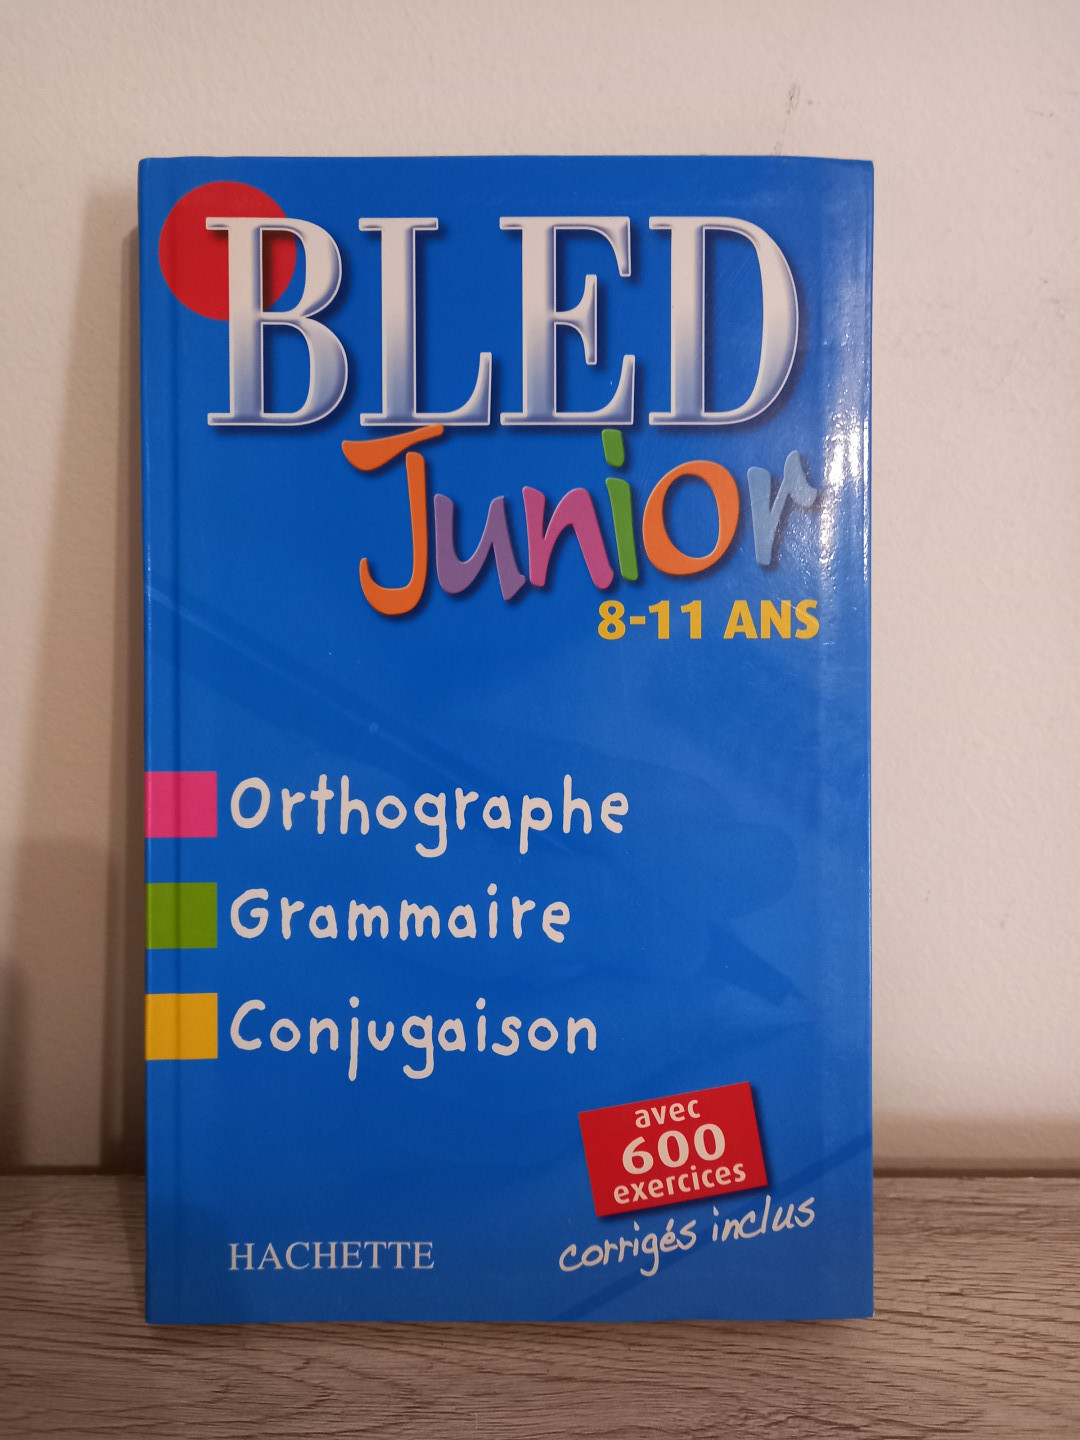 BLED
Junior
8-11 ANS
Orthographe
Grammaire
Conjugaison
avec
600
exercices
corrigés inclus
HACHETTE